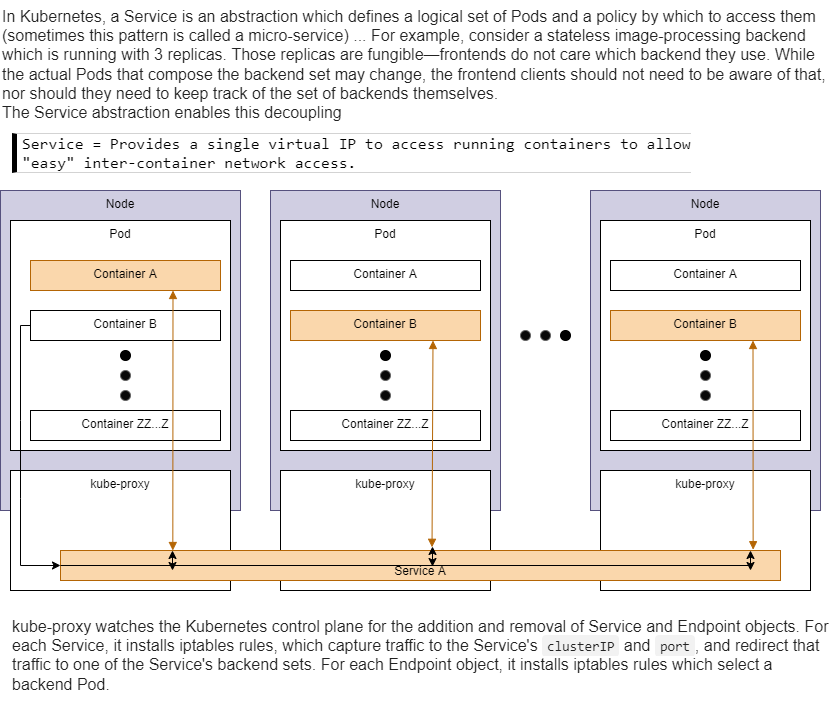 In Kubernetes, a Service is an abstraction which defines a logical set of Pods and a policy by which to access them
(sometimes this pattern is called a micro-service) ... For example, consider a stateless image-processing backend
which is running with 3 replicas. Those replicas are fungible—frontends do not care which backend they use. While
the actual Pods that compose the backend set may change, the frontend clients should not need to be aware of that,
nor should they need to keep track of the set of backends themselves.
The Service abstraction enables this decoupling
Service = Provides a single virtual IP to access running containers to allow
"easy" inter-container network access.
Node
Pod
Container A
Container B
Container ZZ...Z
kube-proxy
Node
Pod
Container A
Container B
Container ZZ...Z
kube-proxy
Node
Pod
Container A
Container B
Container ZZ...Z
kube-proxy
Service A
kube-proxy watches the Kubernetes control plane for the addition and removal of Service and Endpoint objects. For
each Service, it installs iptables rules, which capture traffic to the Service's clusterIP and port , and redirect that
traffic to one of the Service's backend sets. For each Endpoint object, it installs iptables rules which select a
backend Pod.